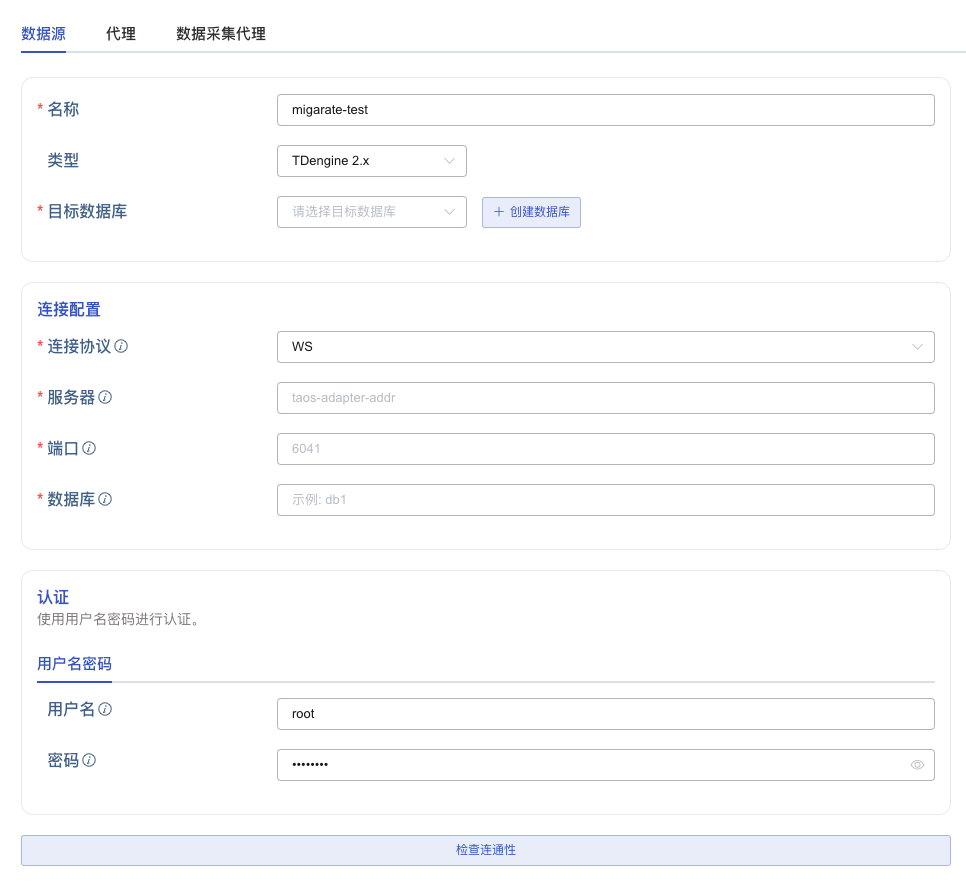 数据源 代理 数据采集代理
* 名称 migarate-test
类型 TDengine 2.x
* 目标数据库 请选择目标数据库 + 创建数据库
连接配置
* 连接协议 WS
* 服务器 taos-adapter-addr
* 端口 6041
* 数据库 示例: db1
认证
使用用户名密码进行认证。
用户名密码
用户名 root
密码 ••••••••
检查连通性